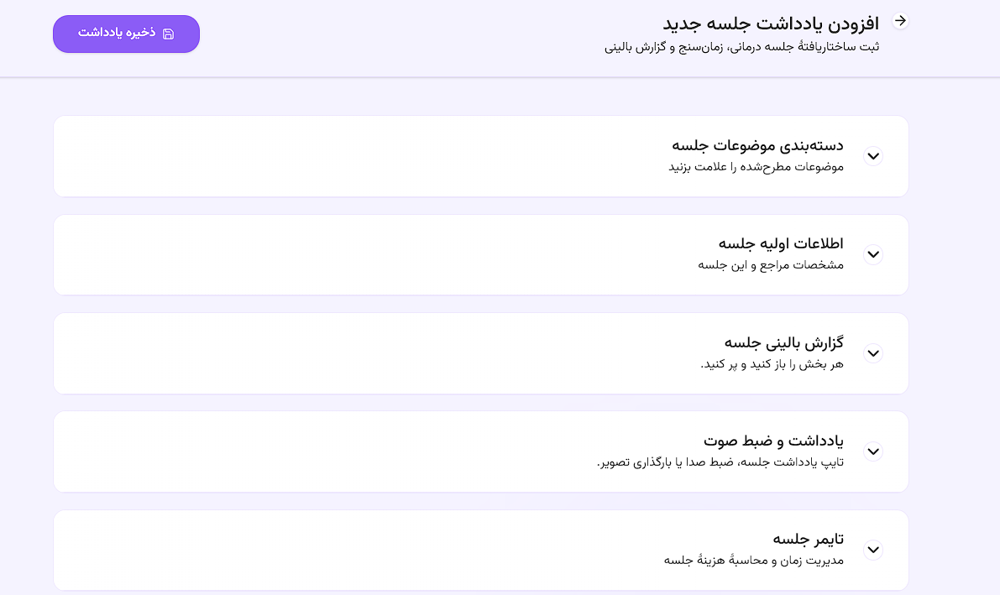 افزودن یادداشت جلسه جدید
ثبت ساختاریافتهٔ جلسه درمانی، زمان‌سنج و گزارش بالینی
ذخیره یادداشت
دسته‌بندی موضوعات جلسه
موضوعات مطرح‌شده را علامت بزنید
اطلاعات اولیه جلسه
مشخصات مراجع و این جلسه
گزارش بالینی جلسه
هر بخش را باز کنید و پر کنید.
یادداشت و ضبط صوت
تایپ یادداشت جلسه، ضبط صدا یا بارگذاری تصویر.
تایمر جلسه
مدیریت زمان و محاسبهٔ هزینهٔ جلسه